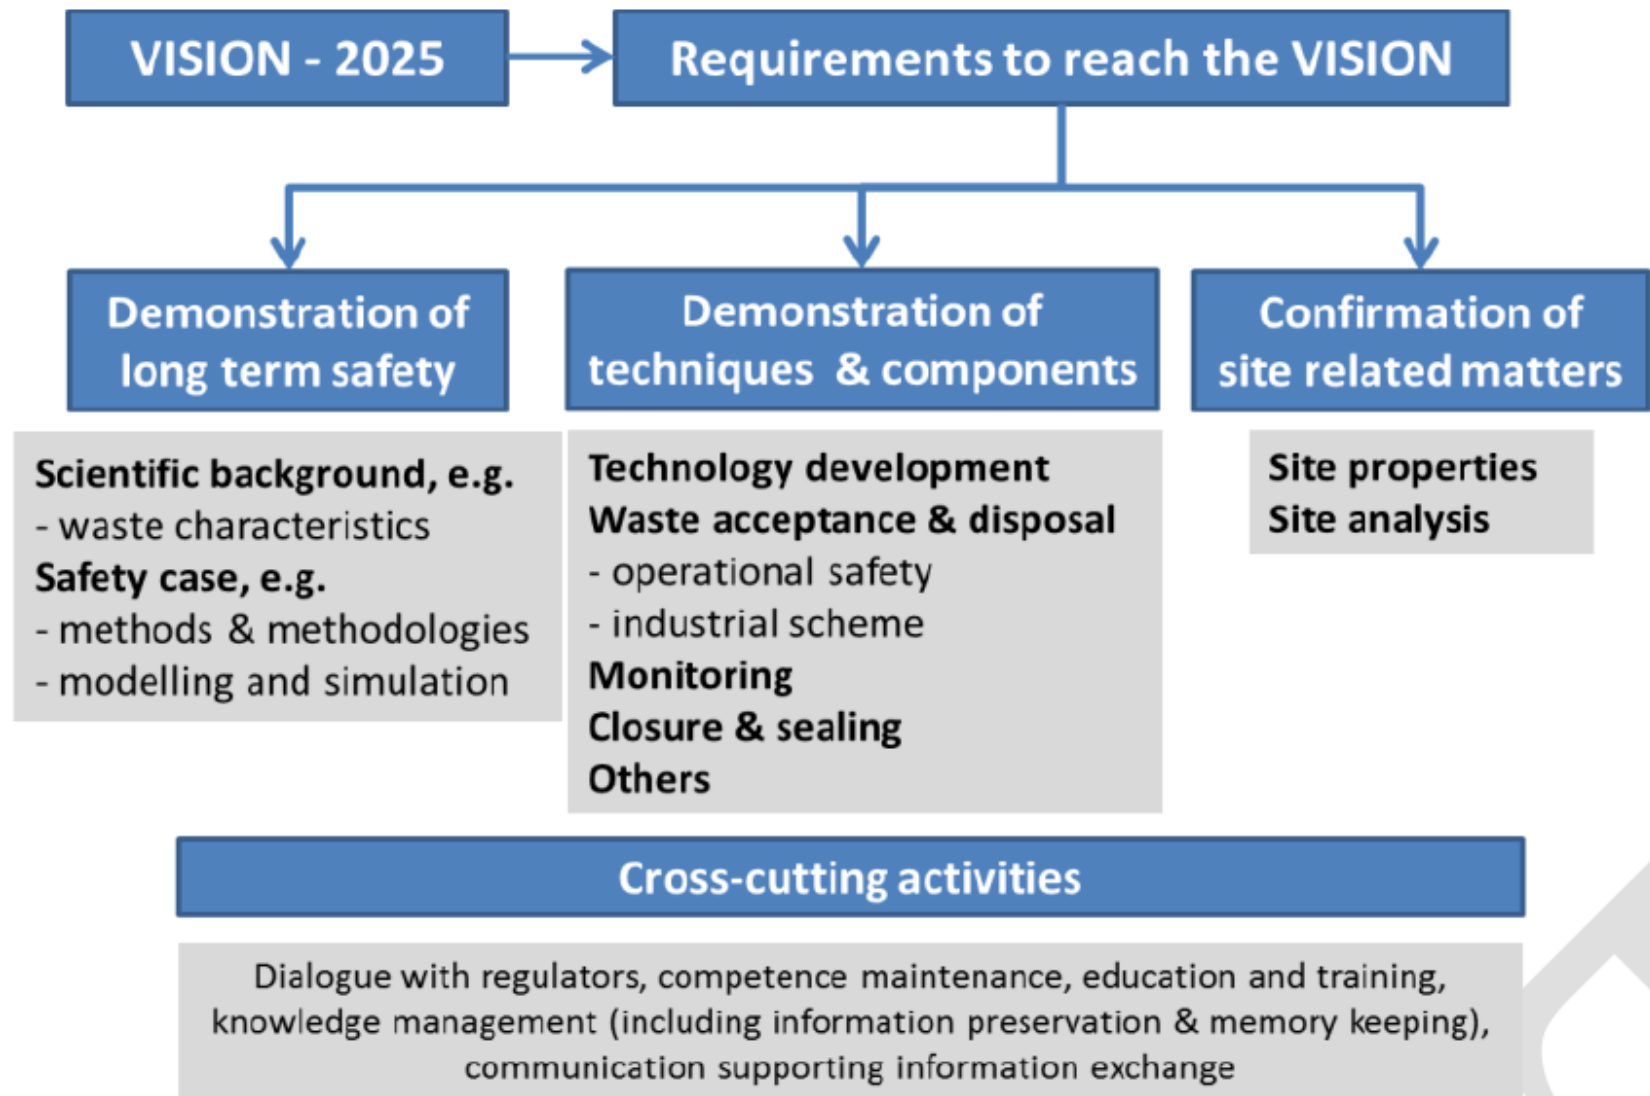 VISION - 2025
Requirements to reach the VISION
Demonstration of
long term safety
Demonstration of
techniques & components
Confirmation of
site related matters
Scientific background, e.g.
- waste characteristics
Safety case, e.g.
- methods & methodologies
- modelling and simulation
Technology development
Waste acceptance & disposal
- operational safety
- industrial scheme
Monitoring
Closure & sealing
Others
Site properties
Site analysis
Cross-cutting activities
Dialogue with regulators, competence maintenance, education and training,
knowledge management (including information preservation & memory keeping),
communication supporting information exchange